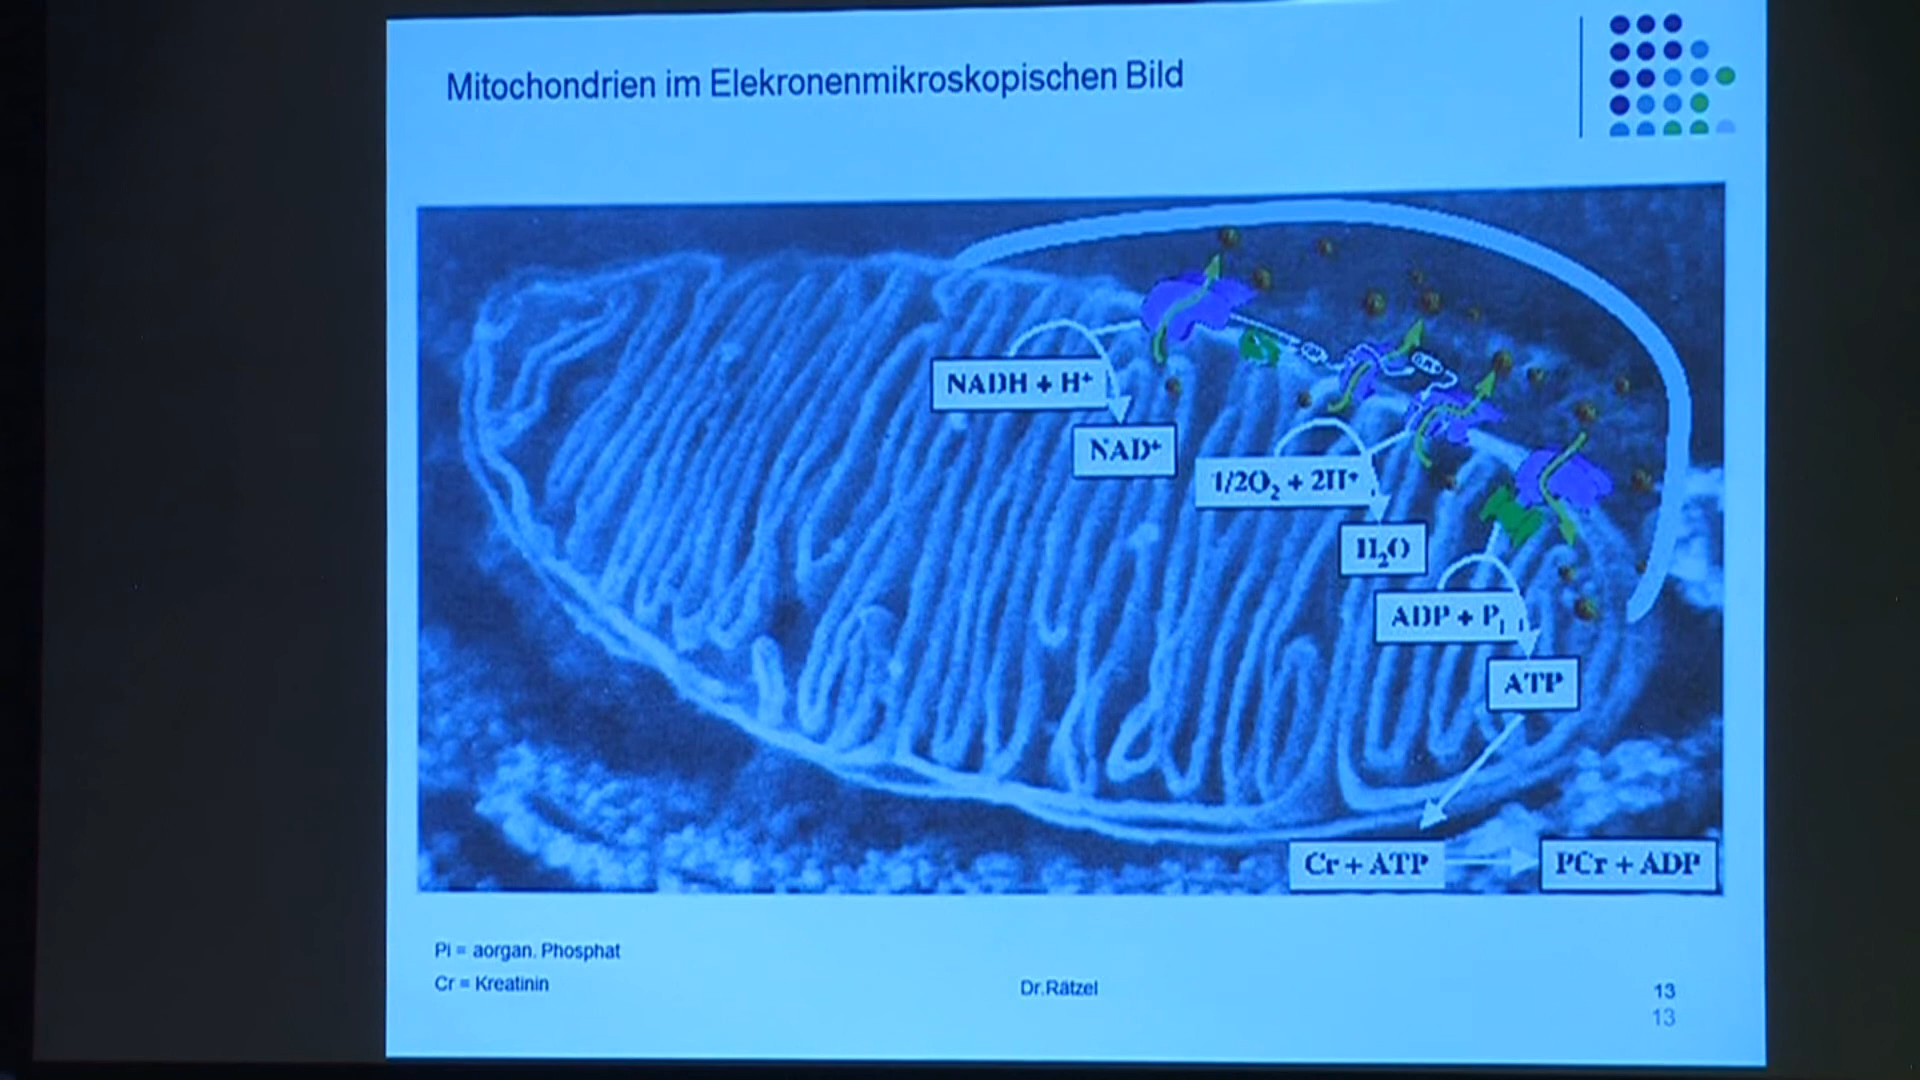 Mitochondrien im Elekronenmikroskopischen Bild
NADH + H⁺
NAD⁺
1/2O₂ + 2H⁺
H₂O
ADP + Pᵢ
ATP
Cr + ATP
PCr + ADP
Pi = aorgan. Phosphat
Cr = Kreatinin
Dr.Rätzel
13
13